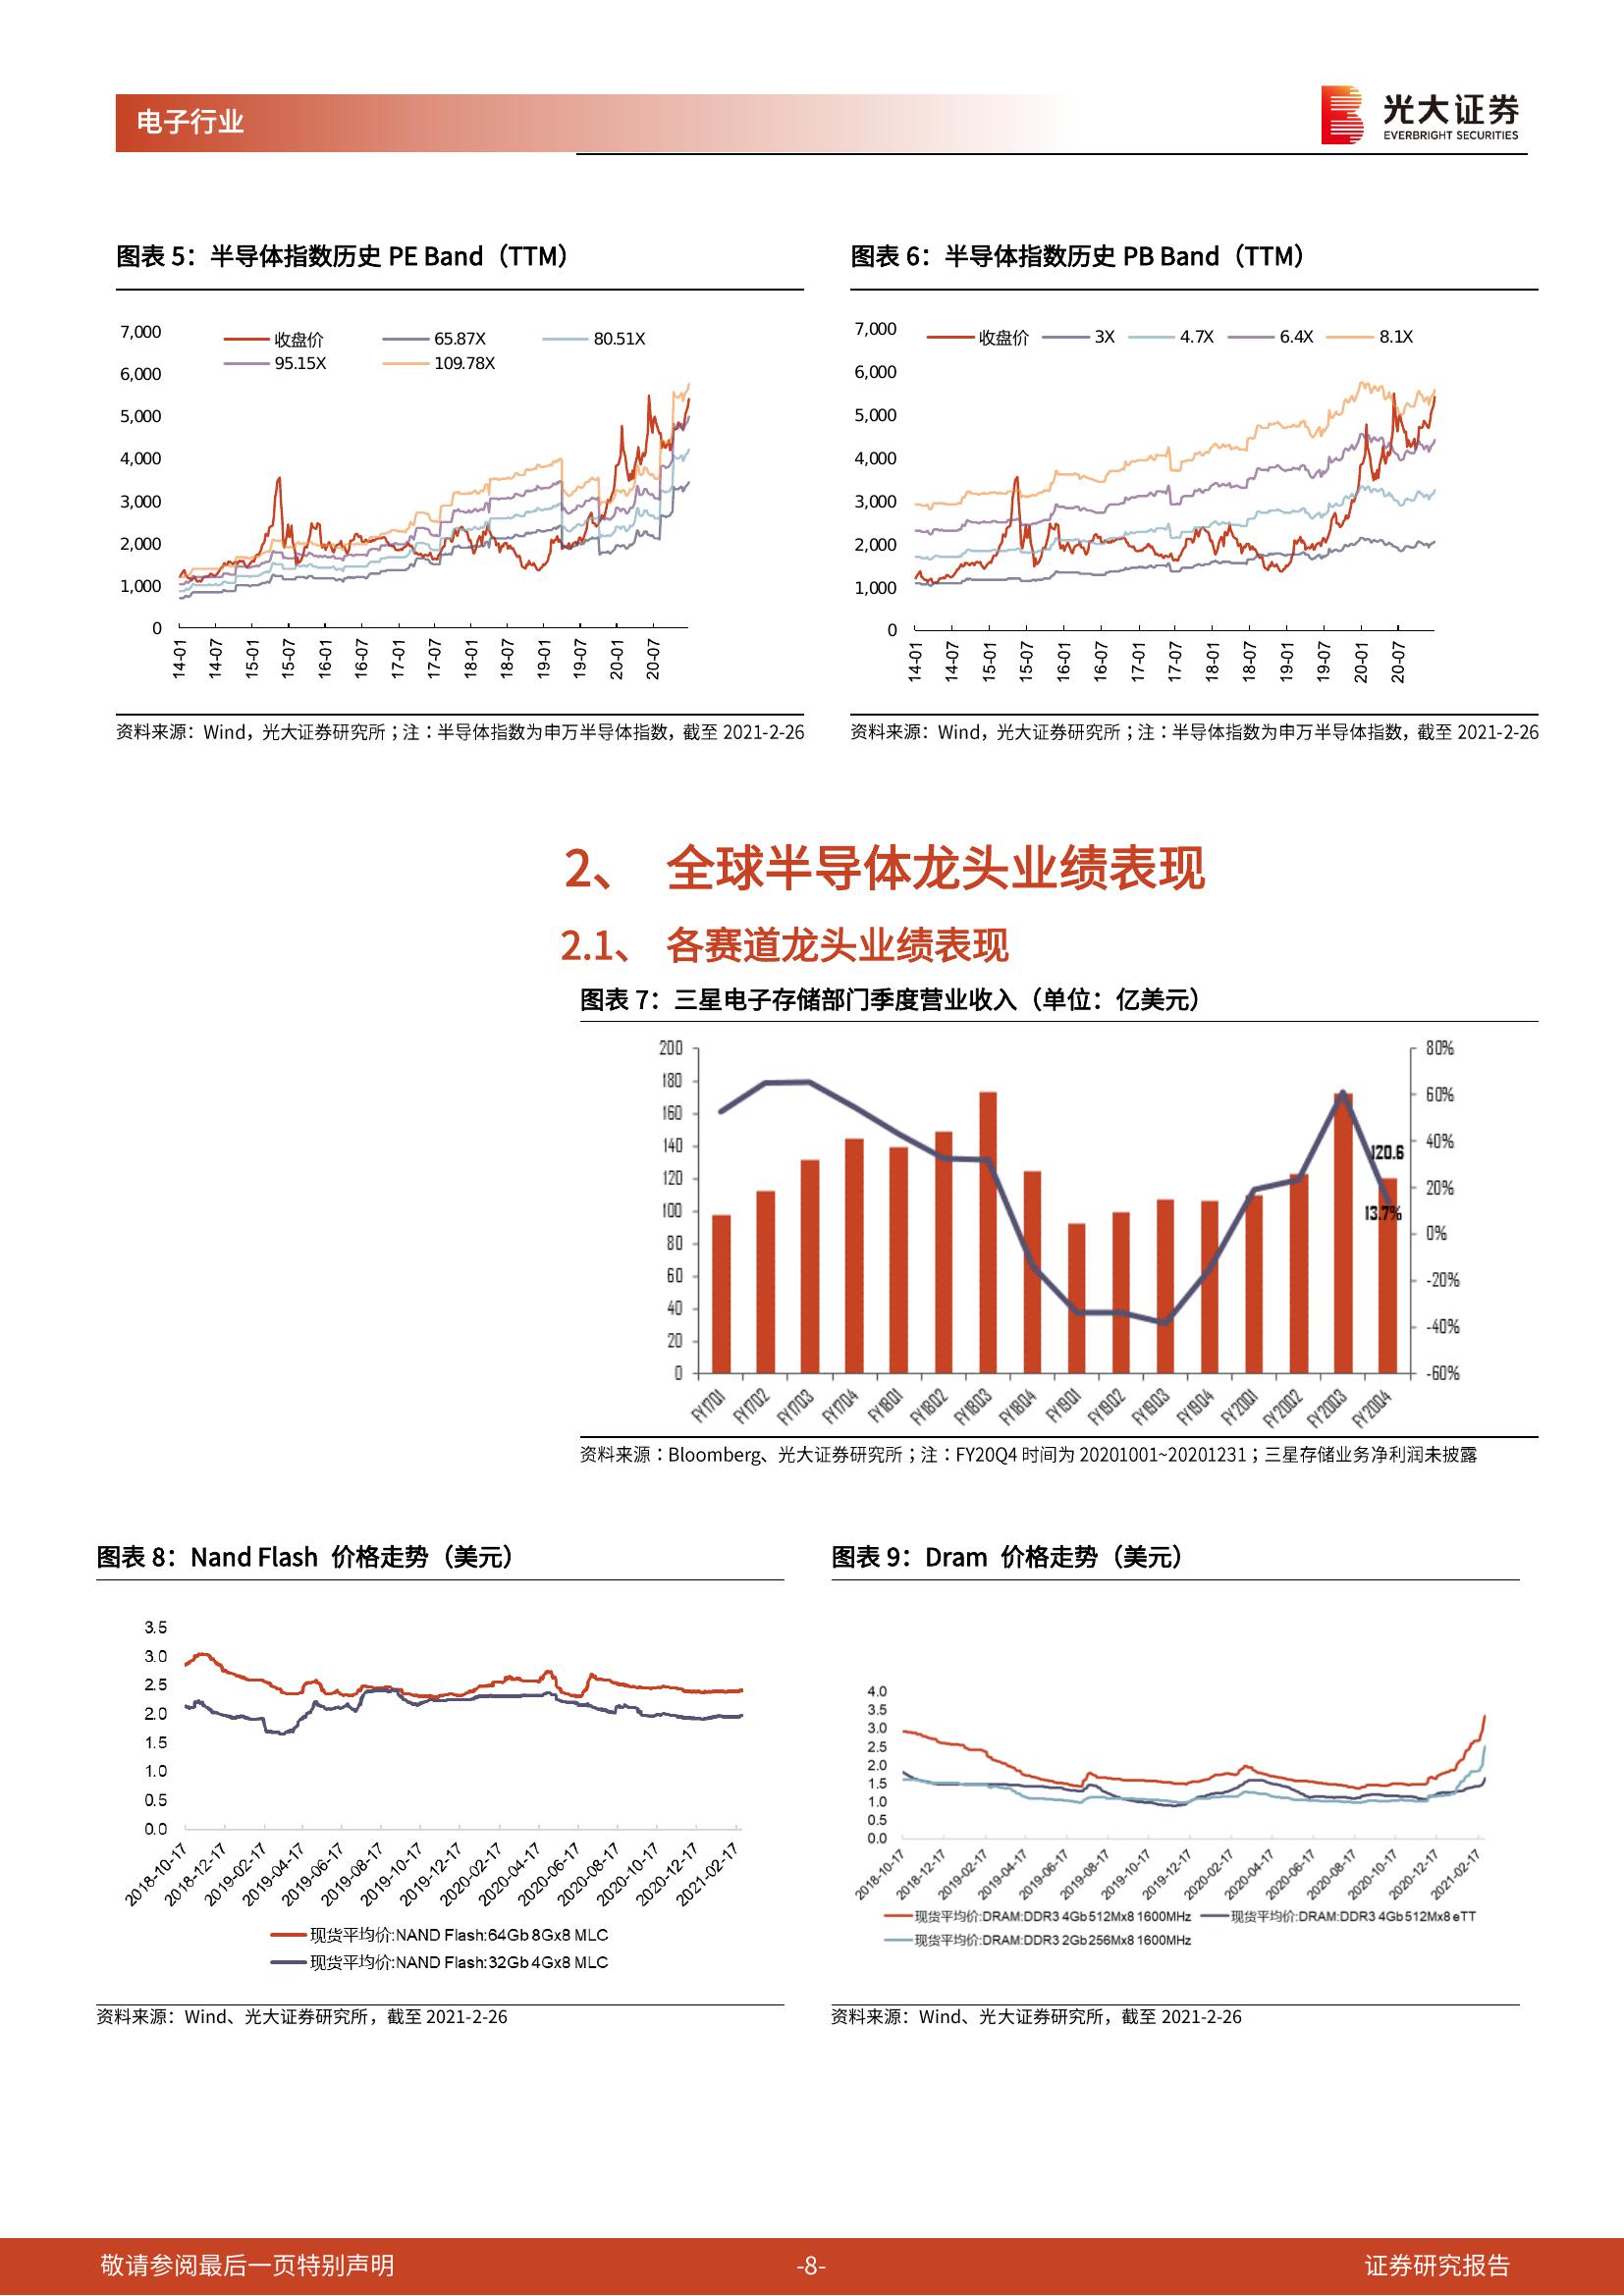 电子行业
光大证券
EVERBRIGHT SECURITIES
图表 5：半导体指数历史 PE Band（TTM）
7,000
6,000
5,000
4,000
3,000
2,000
1,000
0
收盘价 65.87X 80.51X
95.15X 109.78X
14-01 14-07 15-01 15-07 16-01 16-07 17-01 17-07 18-01 18-07 19-01 19-07 20-01 20-07
资料来源：Wind，光大证券研究所；注：半导体指数为申万半导体指数，截至 2021-2-26
图表 6：半导体指数历史 PB Band（TTM）
7,000
6,000
5,000
4,000
3,000
2,000
1,000
0
收盘价 3X 4.7X 6.4X 8.1X
14-01 14-07 15-01 15-07 16-01 16-07 17-01 17-07 18-01 18-07 19-01 19-07 20-01 20-07
资料来源：Wind，光大证券研究所；注：半导体指数为申万半导体指数，截至 2021-2-26
2、 全球半导体龙头业绩表现
2.1、 各赛道龙头业绩表现
图表 7：三星电子存储部门季度营业收入（单位：亿美元）
200
180
160
140
120
100
80
60
40
20
0
80%
60%
40%
20%
0%
-20%
-40%
-60%
120.6
13.7%
FY17Q1 FY17Q2 FY17Q3 FY17Q4 FY18Q1 FY18Q2 FY18Q3 FY18Q4 FY19Q1 FY19Q2 FY19Q3 FY19Q4 FY20Q1 FY20Q2 FY20Q3 FY20Q4
资料来源：Bloomberg、光大证券研究所；注：FY20Q4 时间为 20201001~20201231；三星存储业务净利润未披露
图表 8：Nand Flash 价格走势（美元）
3.5
3.0
2.5
2.0
1.5
1.0
0.5
0.0
2018-10-17 2018-12-17 2019-02-17 2019-04-17 2019-06-17 2019-08-17 2019-10-17 2019-12-17 2020-02-17 2020-04-17 2020-06-17 2020-08-17 2020-10-17 2020-12-17 2021-02-17
现货平均价:NAND Flash:64Gb 8Gx8 MLC
现货平均价:NAND Flash:32Gb 4Gx8 MLC
资料来源：Wind、光大证券研究所，截至 2021-2-26
图表 9：Dram 价格走势（美元）
4.0
3.5
3.0
2.5
2.0
1.5
1.0
0.5
0.0
2018-10-17 2018-12-17 2019-02-17 2019-04-17 2019-06-17 2019-08-17 2019-10-17 2019-12-17 2020-02-17 2020-04-17 2020-06-17 2020-08-17 2020-10-17 2020-12-17 2021-02-17
现货平均价:DRAM:DDR3 4Gb 512Mx8 1600MHz 现货平均价:DRAM:DDR3 4Gb 512Mx8 eTT
现货平均价:DRAM:DDR3 2Gb 256Mx8 1600MHz
资料来源：Wind、光大证券研究所，截至 2021-2-26
敬请参阅最后一页特别声明
-8-
证券研究报告